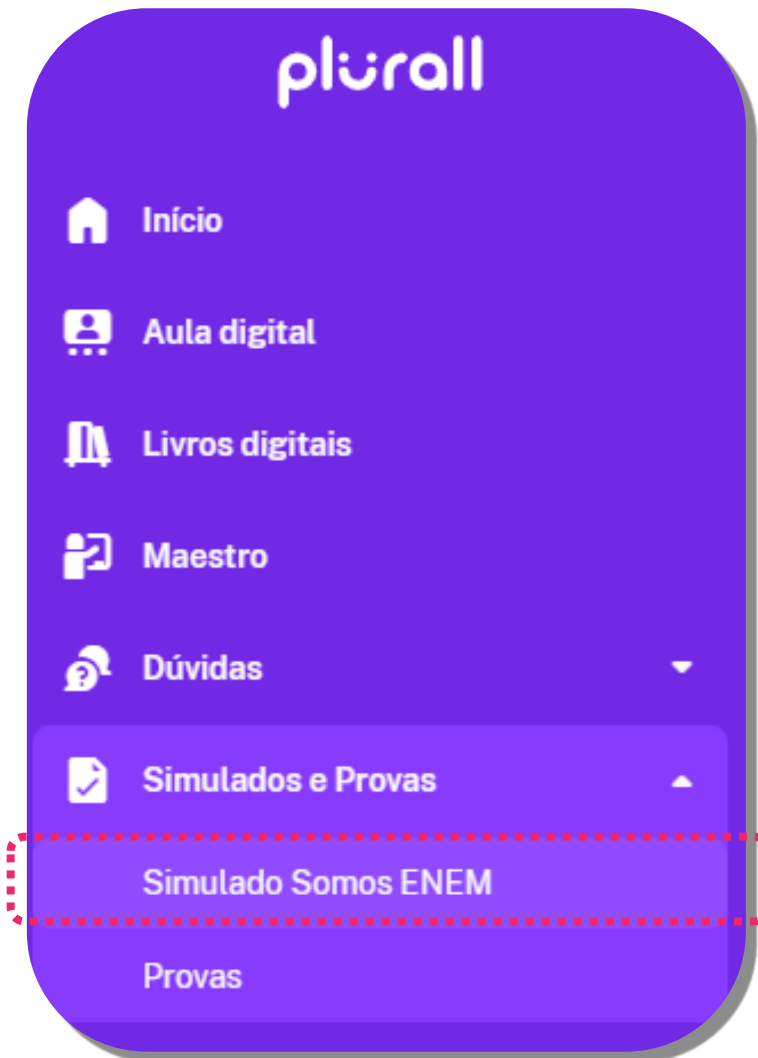 plurall
Início
Aula digital
Livros digitais
Maestro
Dúvidas
Simulados e Provas
Simulado Somos ENEM
Provas